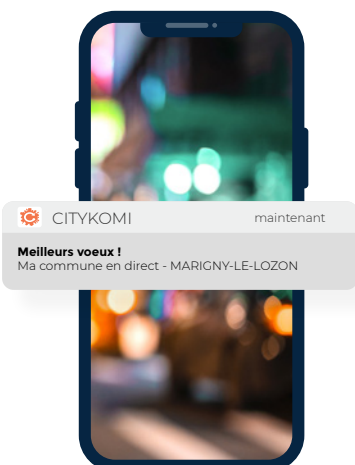 CITYKOMI maintenant
Meilleurs voeux !
Ma commune en direct - MARIGNY-LE-LOZON